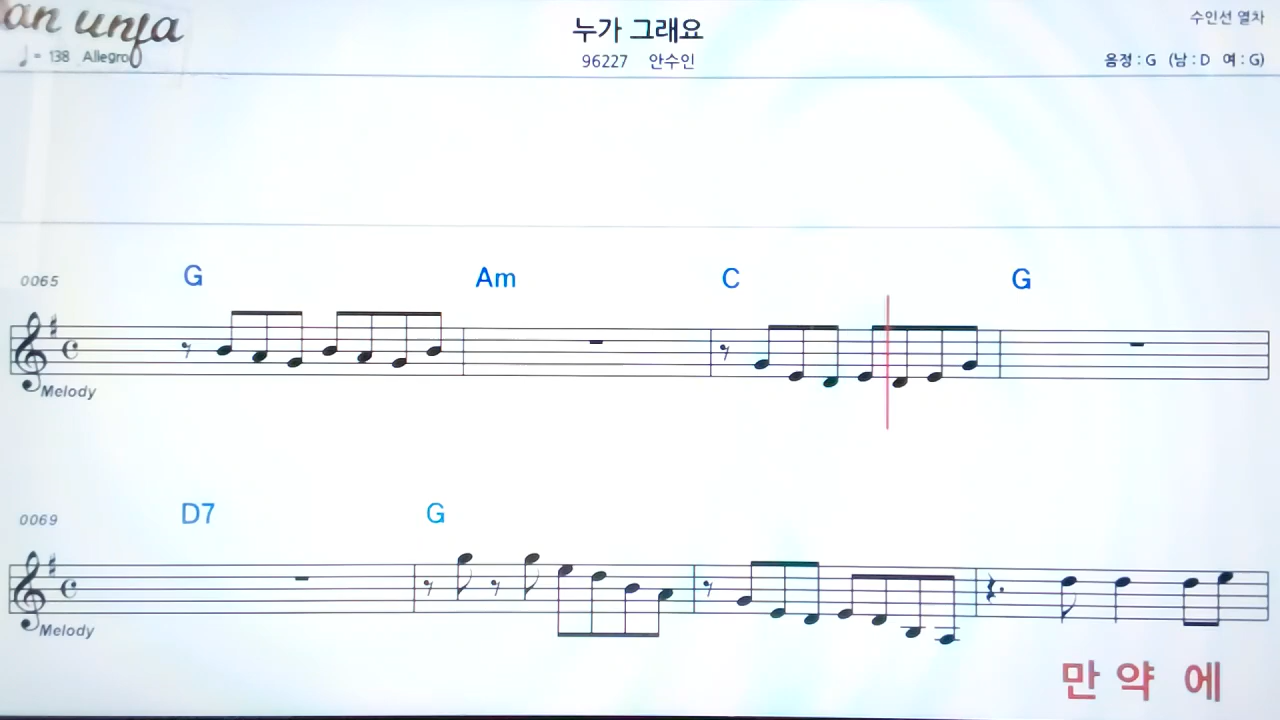 an unfa
누가 그래요
수인선 열차
♩= 138 Allegro
96227 안수인
음정 : G (남 : D 여 : G)
0065 G Am C G
Melody
0069 D7 G
Melody
만 약 에